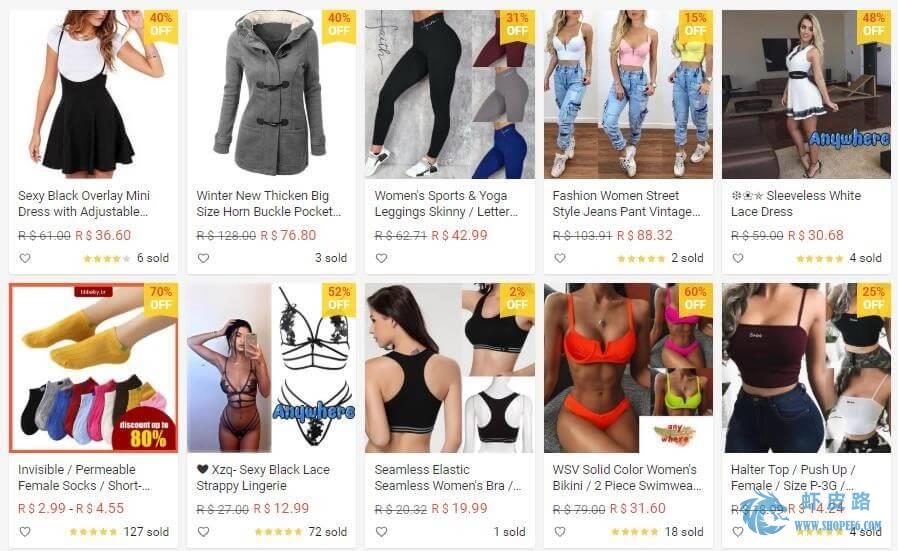 40%
OFF
40%
OFF
31%
OFF
15%
OFF
48%
OFF
faith
Anywhere
Sexy Black Overlay Mini
Dress with Adjustable...
R $ 61.00 R $ 36.60
6 sold
Winter New Thicken Big
Size Horn Buckle Pocket...
R $ 128.00 R $ 76.80
3 sold
Women's Sports & Yoga
Leggings Skinny / Letter...
R $ 62.71 R $ 42.99
Fashion Women Street
Style Jeans Pant Vintage...
R $ 103.91 R $ 88.32
2 sold
❄❀✯ Sleeveless White
Lace Dress
R $ 59.00 R $ 30.68
4 sold
70%
OFF
52%
OFF
2%
OFF
60%
OFF
25%
OFF
hhbaby.br
discount up to
80%
Anywhere
any
where
Invisible / Permeable
Female Socks / Short-...
R $ 2.99 - R $ 4.55
127 sold
❤ Xzq- Sexy Black Lace
Strappy Lingerie
R $ 27.00 R $ 12.99
72 sold
Seamless Elastic
Seamless Women's Bra /...
R $ 20.32 R $ 19.99
1 sold
WSV Solid Color Women's
Bikini / 2 Piece Swimwea...
R $ 79.00 R $ 31.60
18 sold
Halter Top / Push Up /
Female / Size P-3G /...
R $ 18.99 R $ 14.24
4 sold
虾皮路
WWW.SHOPEE6.COM